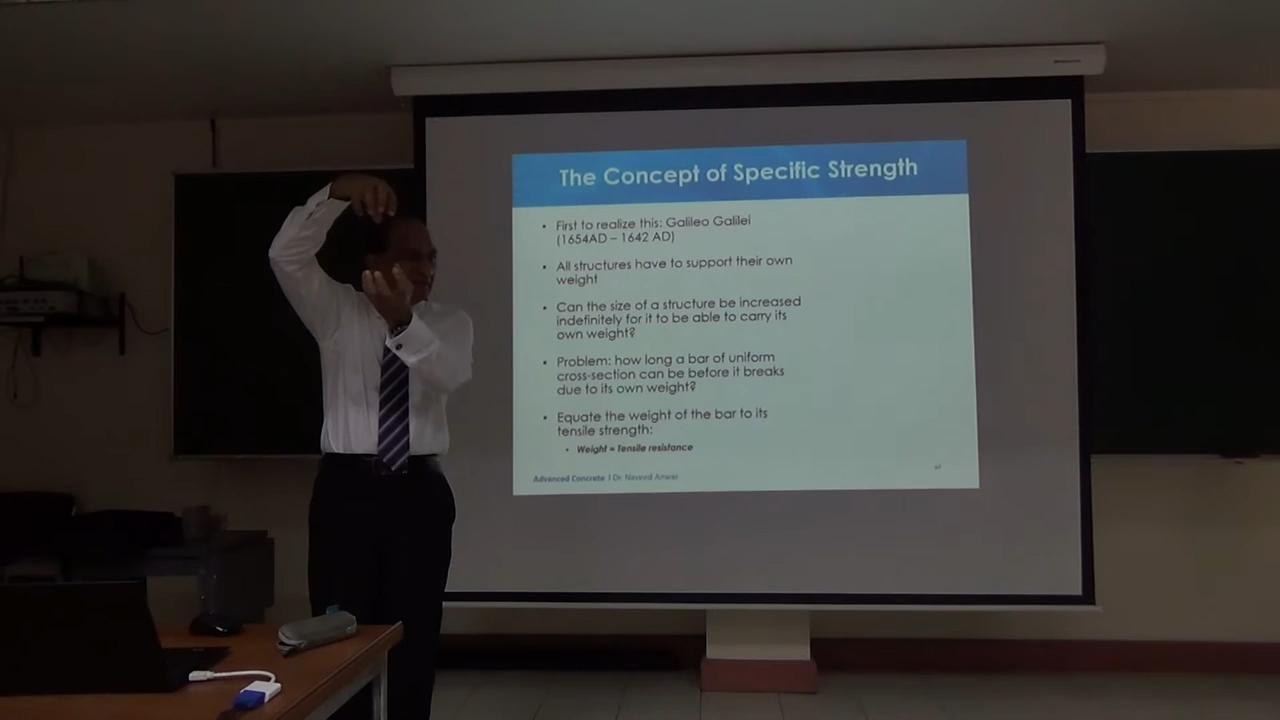 The Concept of Specific Strength
• First to realize this: Galileo Galilei
(1654AD – 1642 AD)
• All structures have to support their own
weight
• Can the size of a structure be increased
indefinitely for it to be able to carry its
own weight?
• Problem: how long a bar of uniform
cross-section can be before it breaks
due to its own weight?
• Equate the weight of the bar to its
tensile strength:
• Weight = Tensile resistance
Advanced Concrete l Dr. Naveed Anwar